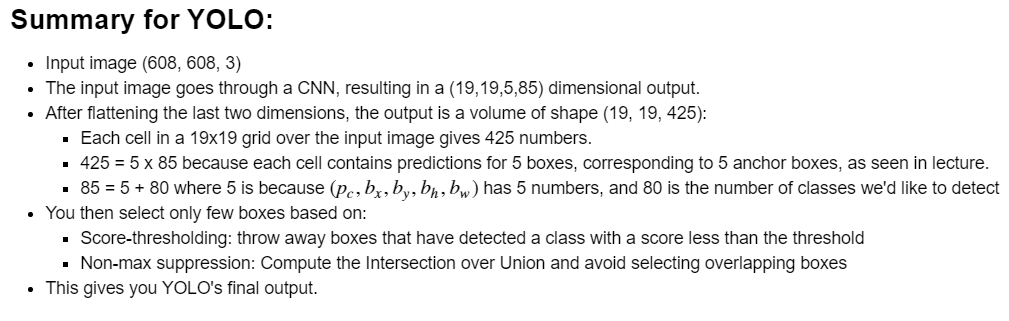 Summary for YOLO:
• Input image (608, 608, 3)
• The input image goes through a CNN, resulting in a (19,19,5,85) dimensional output.
• After flattening the last two dimensions, the output is a volume of shape (19, 19, 425):
▪ Each cell in a 19x19 grid over the input image gives 425 numbers.
▪ 425 = 5 x 85 because each cell contains predictions for 5 boxes, corresponding to 5 anchor boxes, as seen in lecture.
▪ 85 = 5 + 80 where 5 is because (p_c, b_x, b_y, b_h, b_w) has 5 numbers, and 80 is the number of classes we'd like to detect
• You then select only few boxes based on:
▪ Score-thresholding: throw away boxes that have detected a class with a score less than the threshold
▪ Non-max suppression: Compute the Intersection over Union and avoid selecting overlapping boxes
• This gives you YOLO's final output.